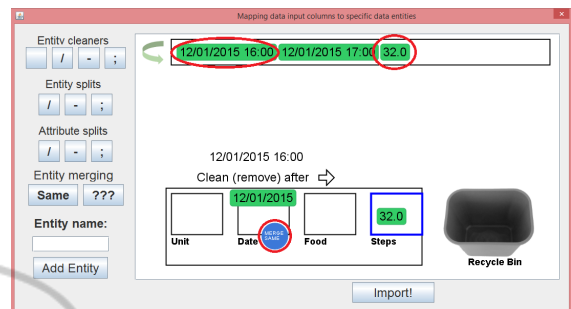 Mapping data input columns to specific data entities
Entity cleaners
/ - ;
Entity splits
/ - ;
Attribute splits
/ - ;
Entity merging
Same ???
Entity name:
Add Entity
12/01/2015 16:00 12/01/2015 17:00 32.0
12/01/2015 16:00
Clean (remove) after
12/01/2015
32.0
MERGE
SAME
Unit Date Food Steps
Recycle Bin
Import!